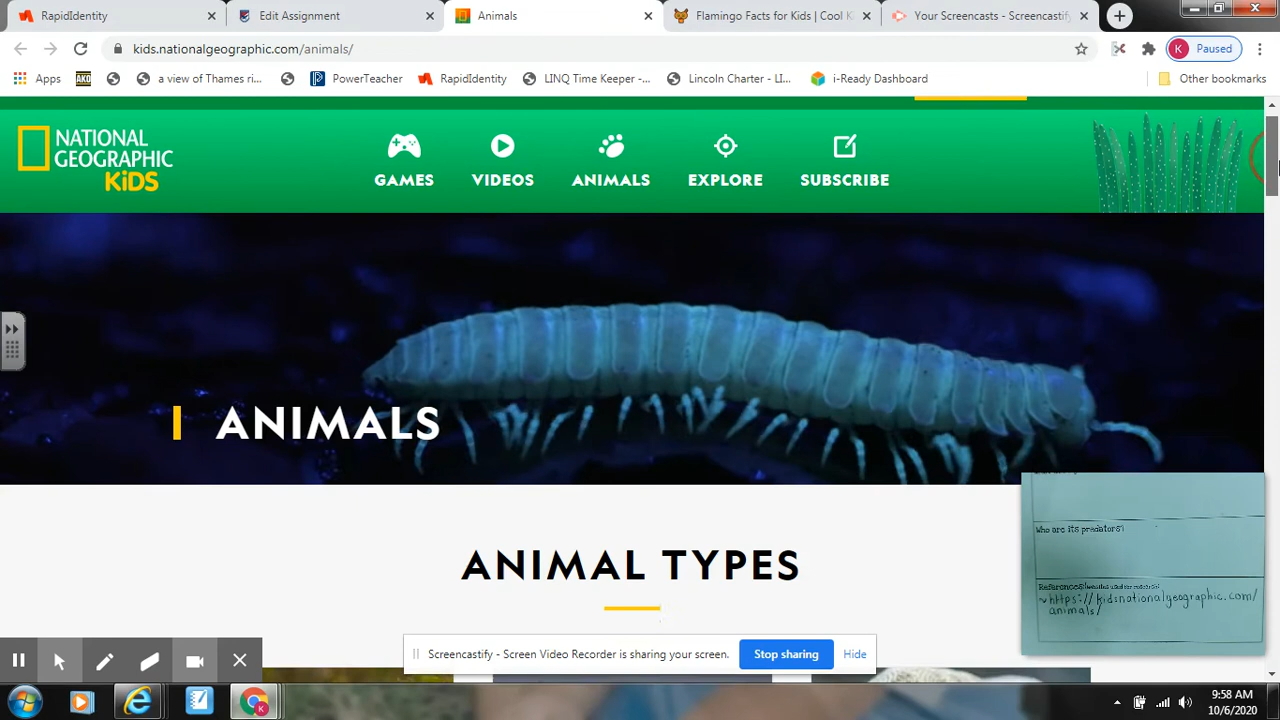 RapidIdentity
Edit Assignment
Animals
Flamingo Facts for Kids | Cool K
Your Screencasts - Screencastif
kids.nationalgeographic.com/animals/
K Paused
Apps
AKO
a view of Thames ri...
PowerTeacher
RapidIdentity
LINQ Time Keeper -...
Lincoln Charter - LI...
i-Ready Dashboard
Other bookmarks
NATIONAL
GEOGRAPHIC
KiDS
GAMES
VIDEOS
ANIMALS
EXPLORE
SUBSCRIBE
ANIMALS
ANIMAL TYPES
Who are its predators?
References:
https://kidsnationalgeographic.com/
animals/
Screencastify - Screen Video Recorder is sharing your screen.
Stop sharing
Hide
K
9:58 AM
10/6/2020